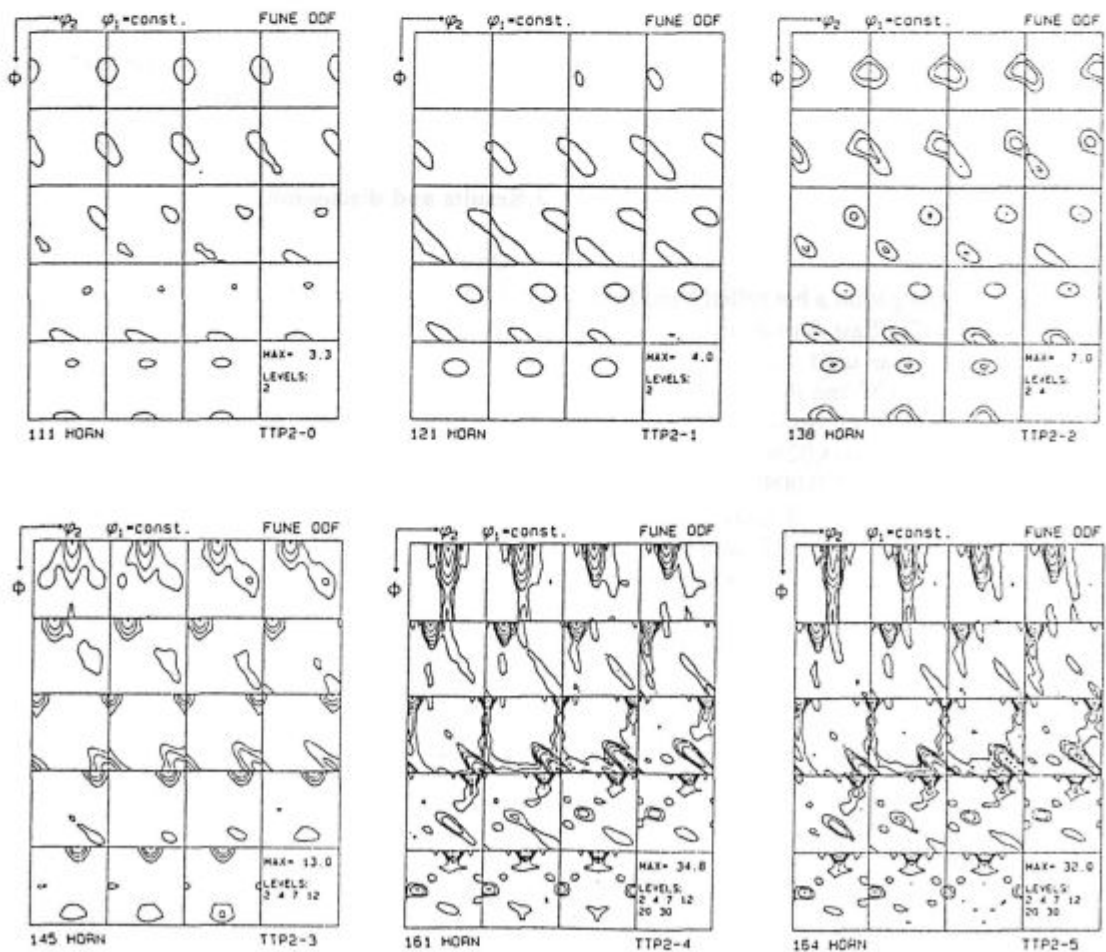 φ₂ φ₁=const. FUNE ODF
Φ
MAX= 3.3
LEVELS:
2
111 HORN TTP2-0
φ₂ φ₁=const. FUNE ODF
Φ
MAX= 4.0
LEVELS:
2
121 HORN TTP2-1
φ₂ φ₁=const. FUNE ODF
Φ
MAX= 7.0
LEVELS:
2 4
138 HORN TTP2-2
φ₂ φ₁=const. FUNE ODF
Φ
MAX= 13.0
LEVELS:
2 4 7 12
145 HORN TTP2-3
φ₂ φ₁=const. FUNE ODF
Φ
MAX= 34.8
LEVELS:
2 4 7 12
20 30
161 HORN TTP2-4
φ₂ φ₁=const. FUNE ODF
Φ
MAX= 32.0
LEVELS:
2 4 7 12
20 30
164 HORN TTP2-5